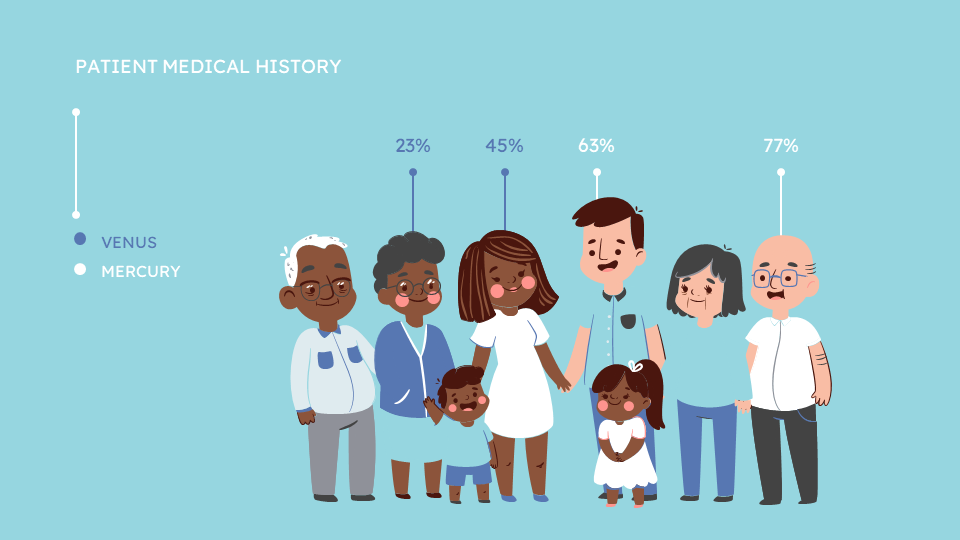 PATIENT MEDICAL HISTORY
23%
45%
63%
77%
VENUS
MERCURY